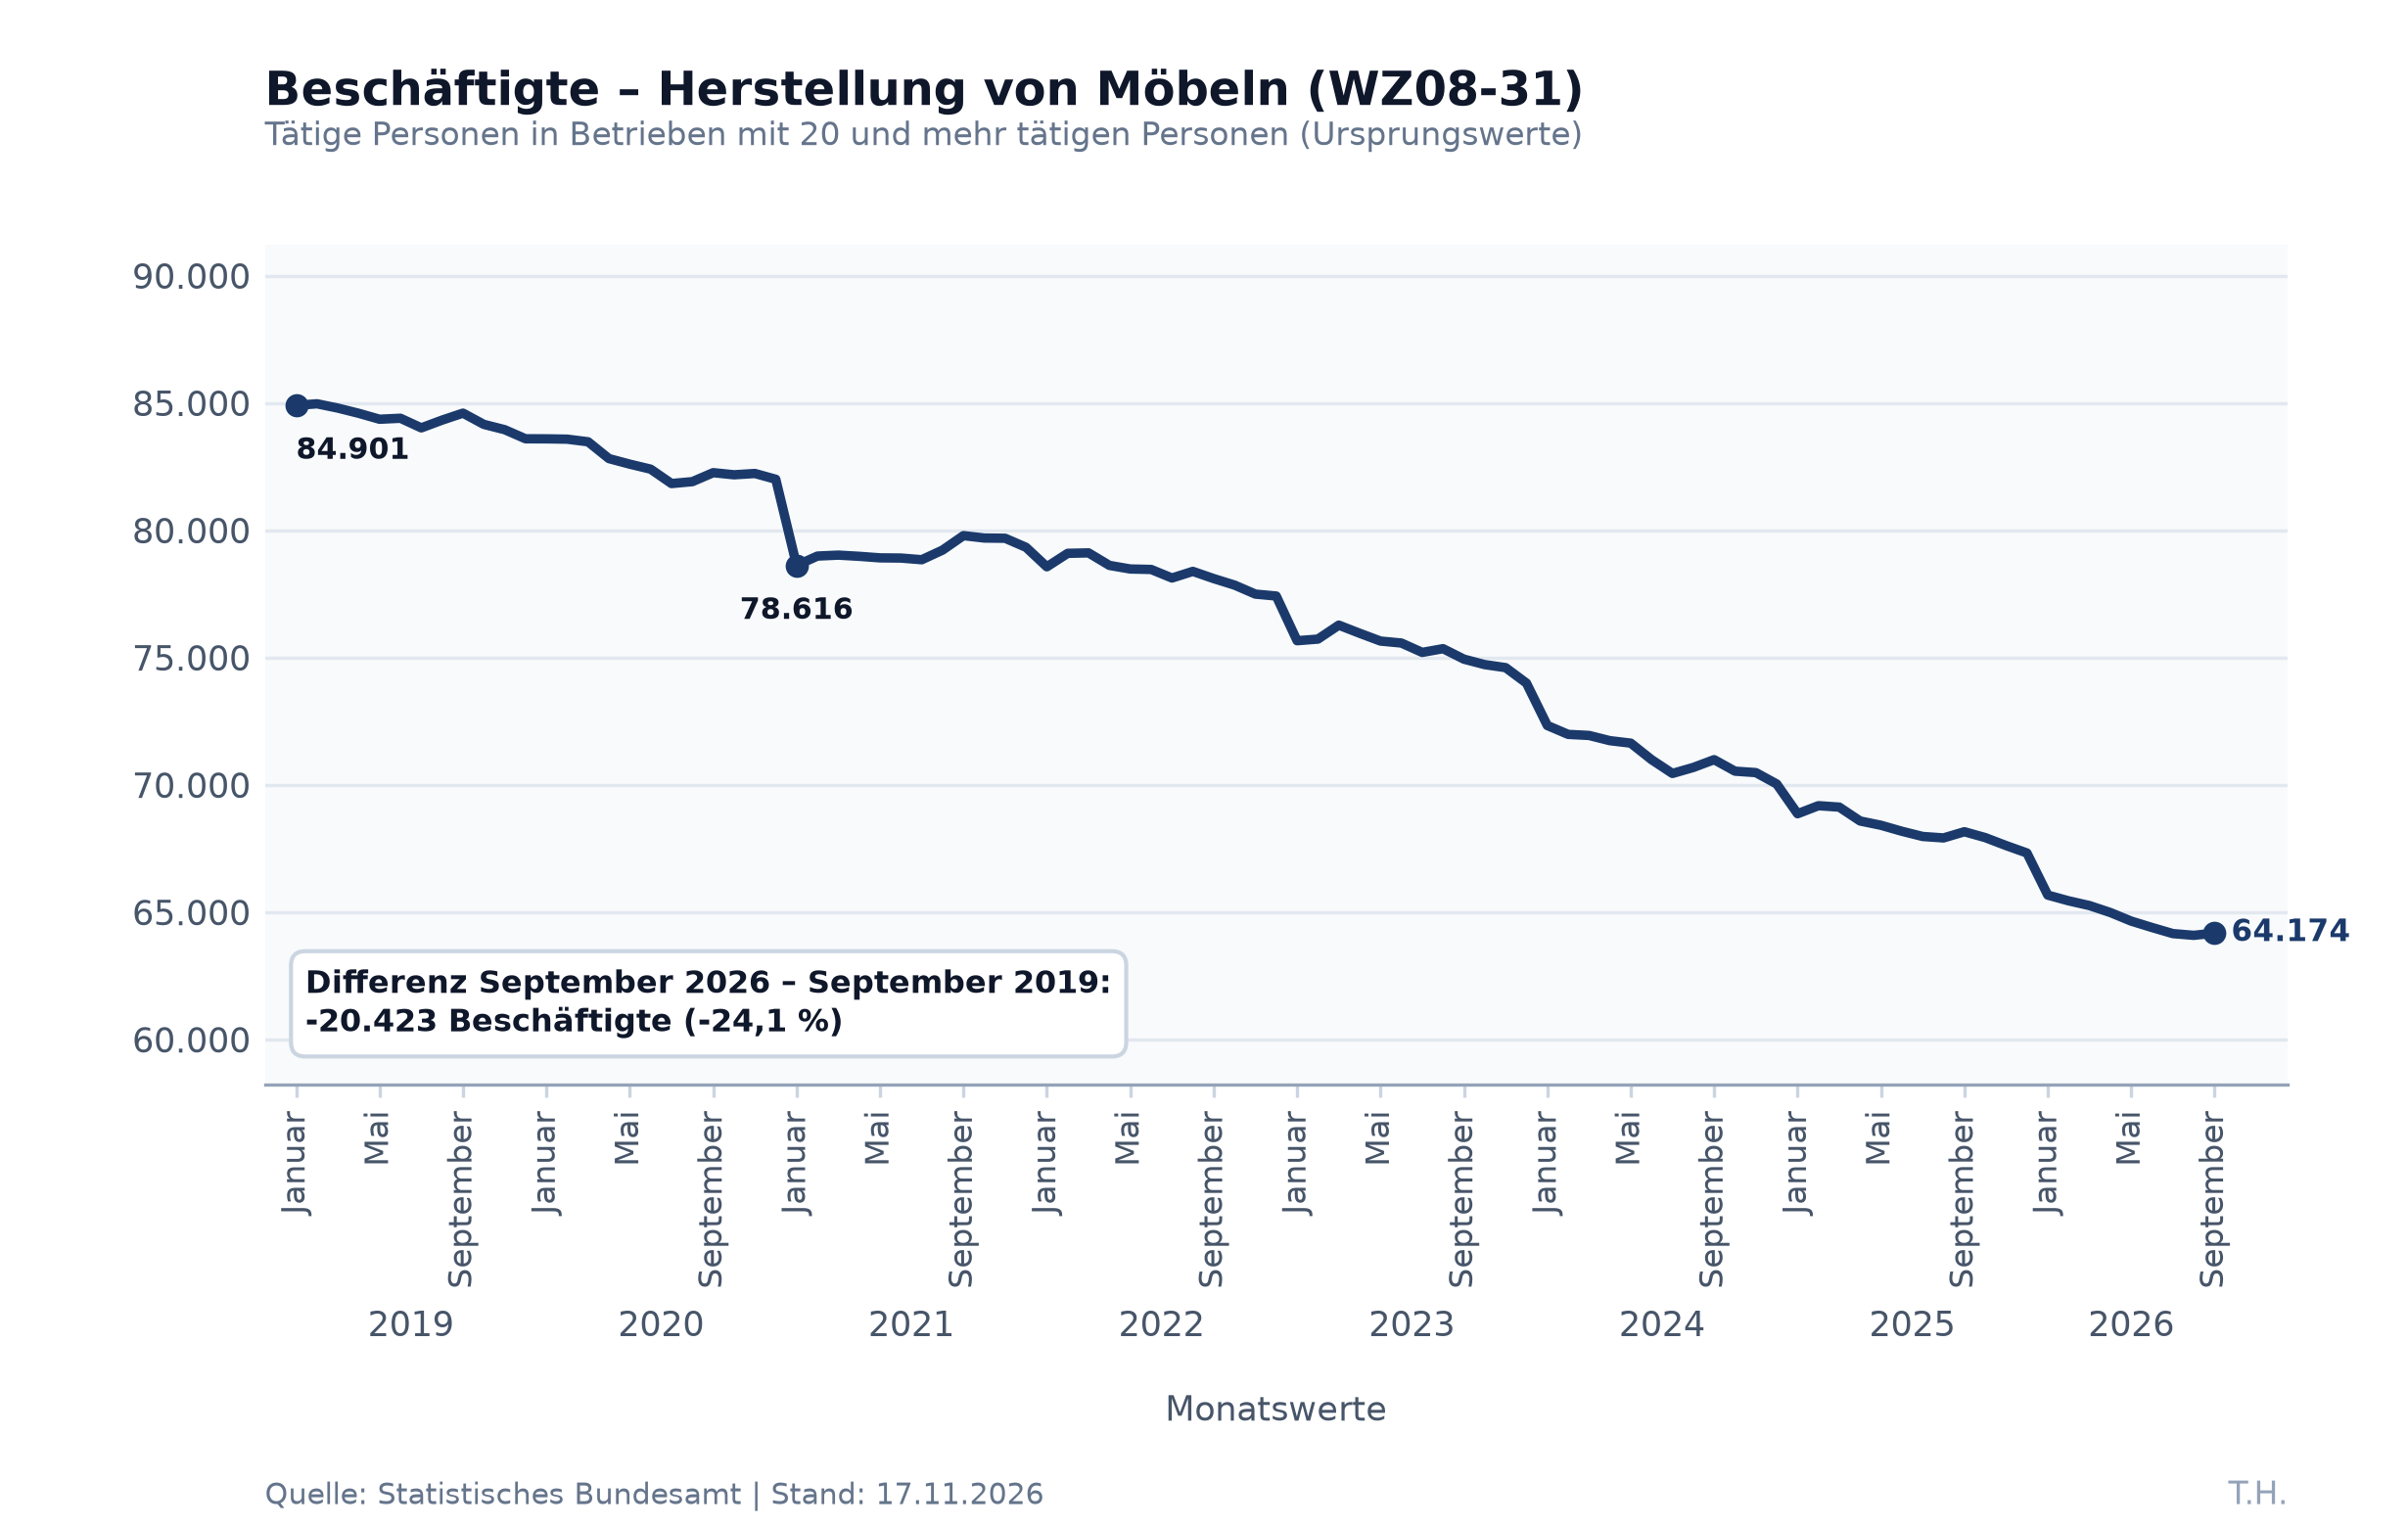 Beschäftigte – Herstellung von Möbeln (WZ08-31)
Tätige Personen in Betrieben mit 20 und mehr tätigen Personen (Ursprungswerte)
90.000
85.000
80.000
75.000
70.000
65.000
60.000
84.901
78.616
64.174
Differenz September 2026 – September 2019:
-20.423 Beschäftigte (-24,1 %)
Januar
Mai
September
Januar
Mai
September
Januar
Mai
September
Januar
Mai
September
Januar
Mai
September
Januar
Mai
September
Januar
Mai
September
Januar
Mai
September
2019
2020
2021
2022
2023
2024
2025
2026
Monatswerte
Quelle: Statistisches Bundesamt | Stand: 17.11.2026
T.H.